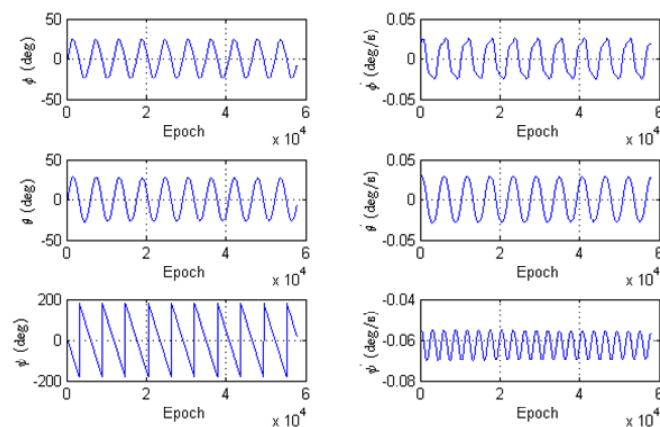 50
0
-50
ϕ (deg)
0 2 4 6
Epoch
x 10^4
0.05
0
-0.05
ϕ̇ (deg/s)
0 2 4 6
Epoch
x 10^4
50
0
-50
θ (deg)
0 2 4 6
Epoch
x 10^4
0.05
0
-0.05
θ̇ (deg/s)
0 2 4 6
Epoch
x 10^4
200
0
-200
ψ (deg)
0 2 4 6
Epoch
x 10^4
-0.04
-0.06
-0.08
ψ̇ (deg/s)
0 2 4 6
Epoch
x 10^4